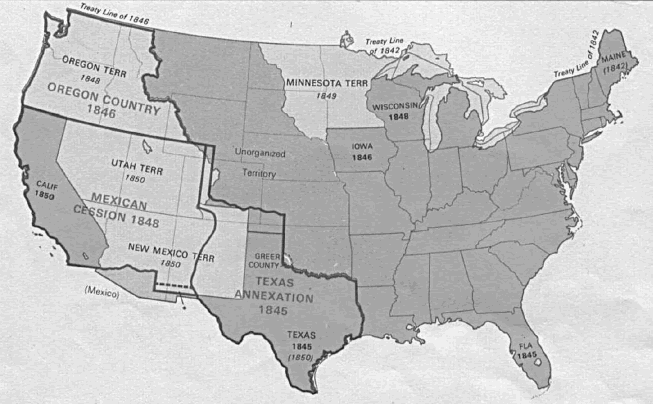 Treaty Line of 1846
Treaty Line
of 1842
Treaty Line of 1842
MAINE
(1842)
OREGON TERR
1848
OREGON COUNTRY
1846
MINNESOTA TERR
1849
WISCONSIN
1848
IOWA
1846
Unorganized
Territory
UTAH TERR
1850
CALIF
1850
MEXICAN
CESSION 1848
NEW MEXICO TERR
1850
(Mexico)
GREER
COUNTY
TEXAS
ANNEXATION
1845
TEXAS
1845
(1850)
FLA
1845